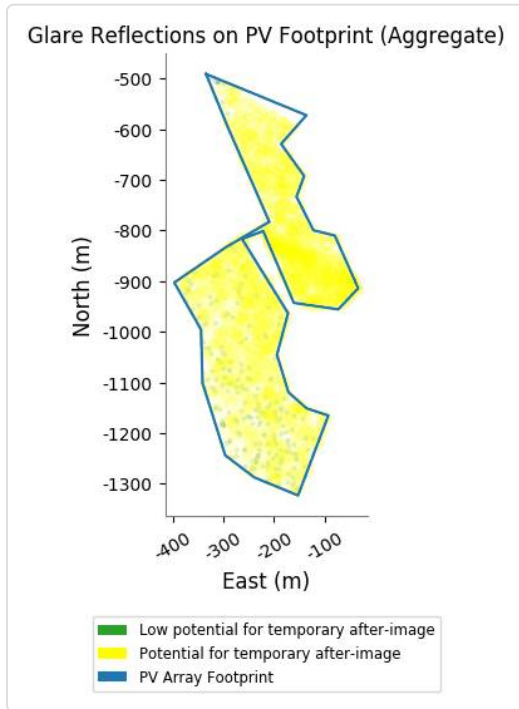 Glare Reflections on PV Footprint (Aggregate)
-500
-600
-700
-800
-900
-1000
-1100
-1200
-1300
North (m)
-400 -300 -200 -100
East (m)
Low potential for temporary after-image
Potential for temporary after-image
PV Array Footprint